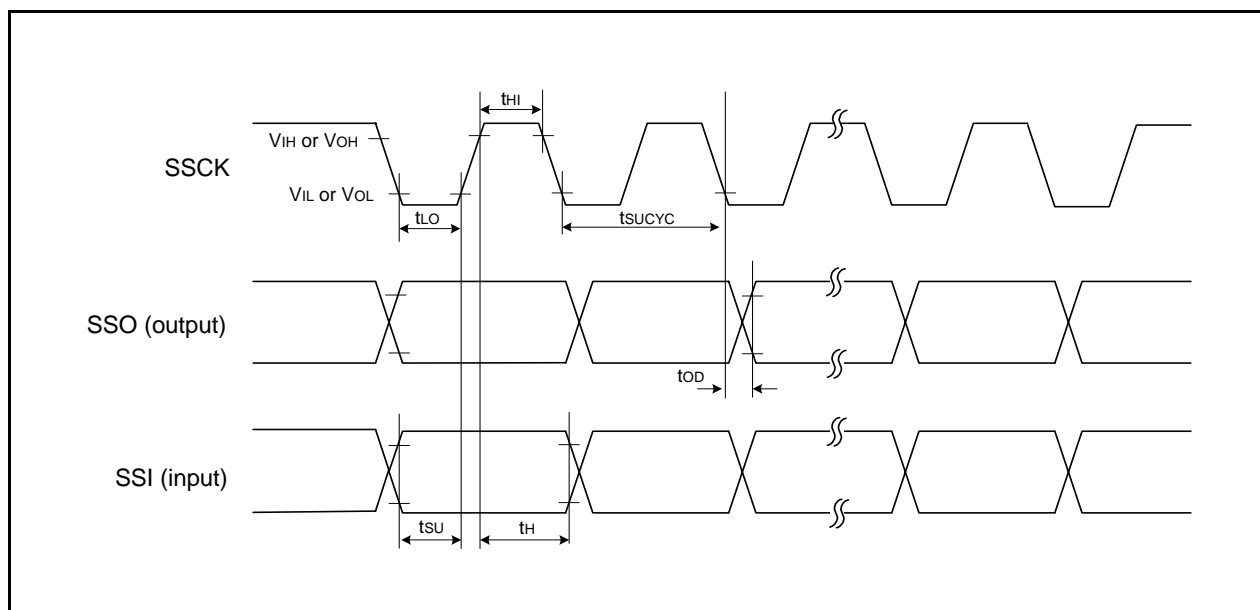 tHI
VIH or VOH
SSCK
VIL or VOL
tLO
tSUCYC
SSO (output)
tOD
SSI (input)
tSU
tH